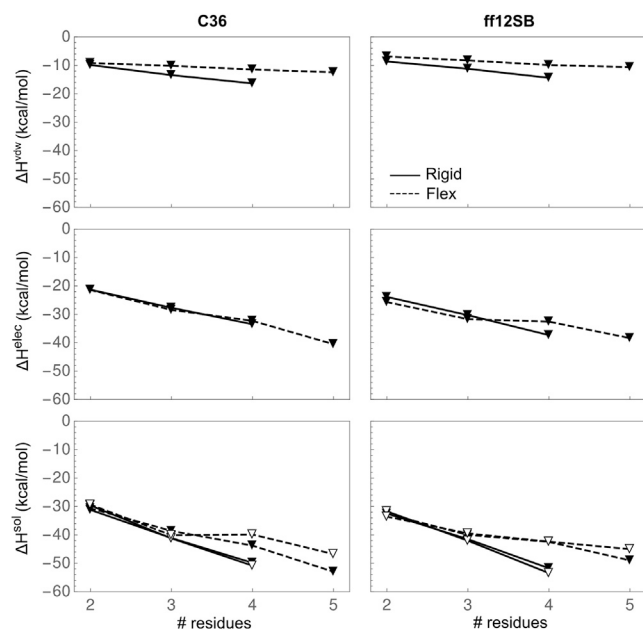 C36 ff12SB
ΔH^vdw (kcal/mol)
0
−10
−20
−30
−40
−50
−60
Rigid
Flex
ΔH^elec (kcal/mol)
0
−10
−20
−30
−40
−50
−60
ΔH^sol (kcal/mol)
0
−10
−20
−30
−40
−50
−60
2 3 4 5 2 3 4 5
# residues # residues